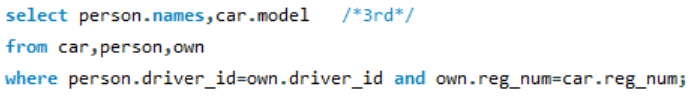 select person.names,car.model /*3rd*/
from car,person,own
where person.driver_id=own.driver_id and own.reg_num=car.reg_num;